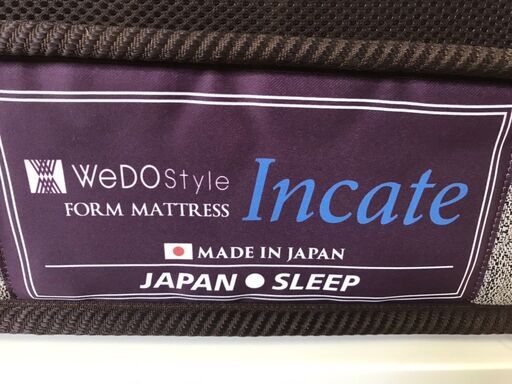 WeDOStyle
FORM MATTRESS Incate
MADE IN JAPAN
JAPAN ● SLEEP